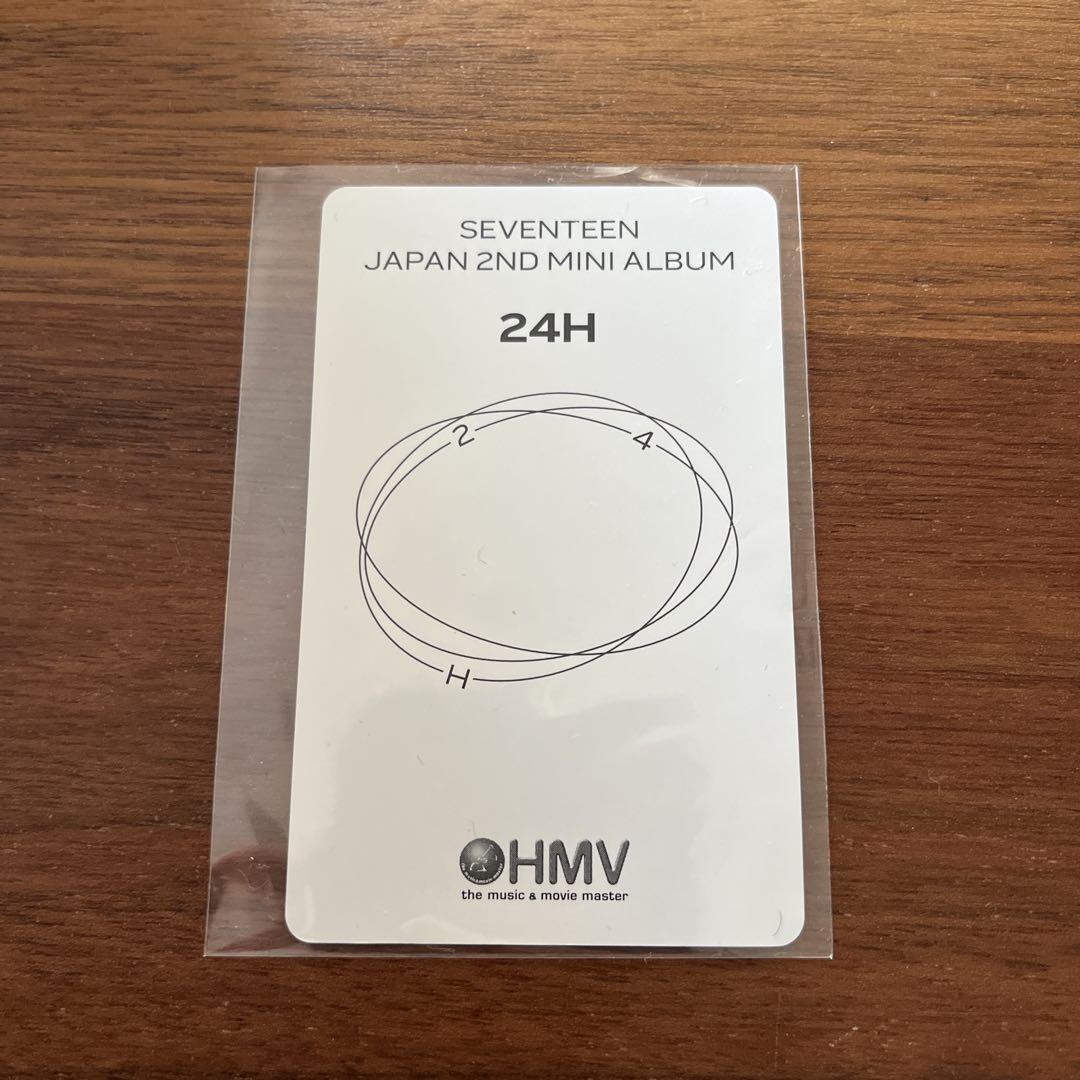 SEVENTEEN
JAPAN 2ND MINI ALBUM
24H
2
4
H
HMV
the music & movie master